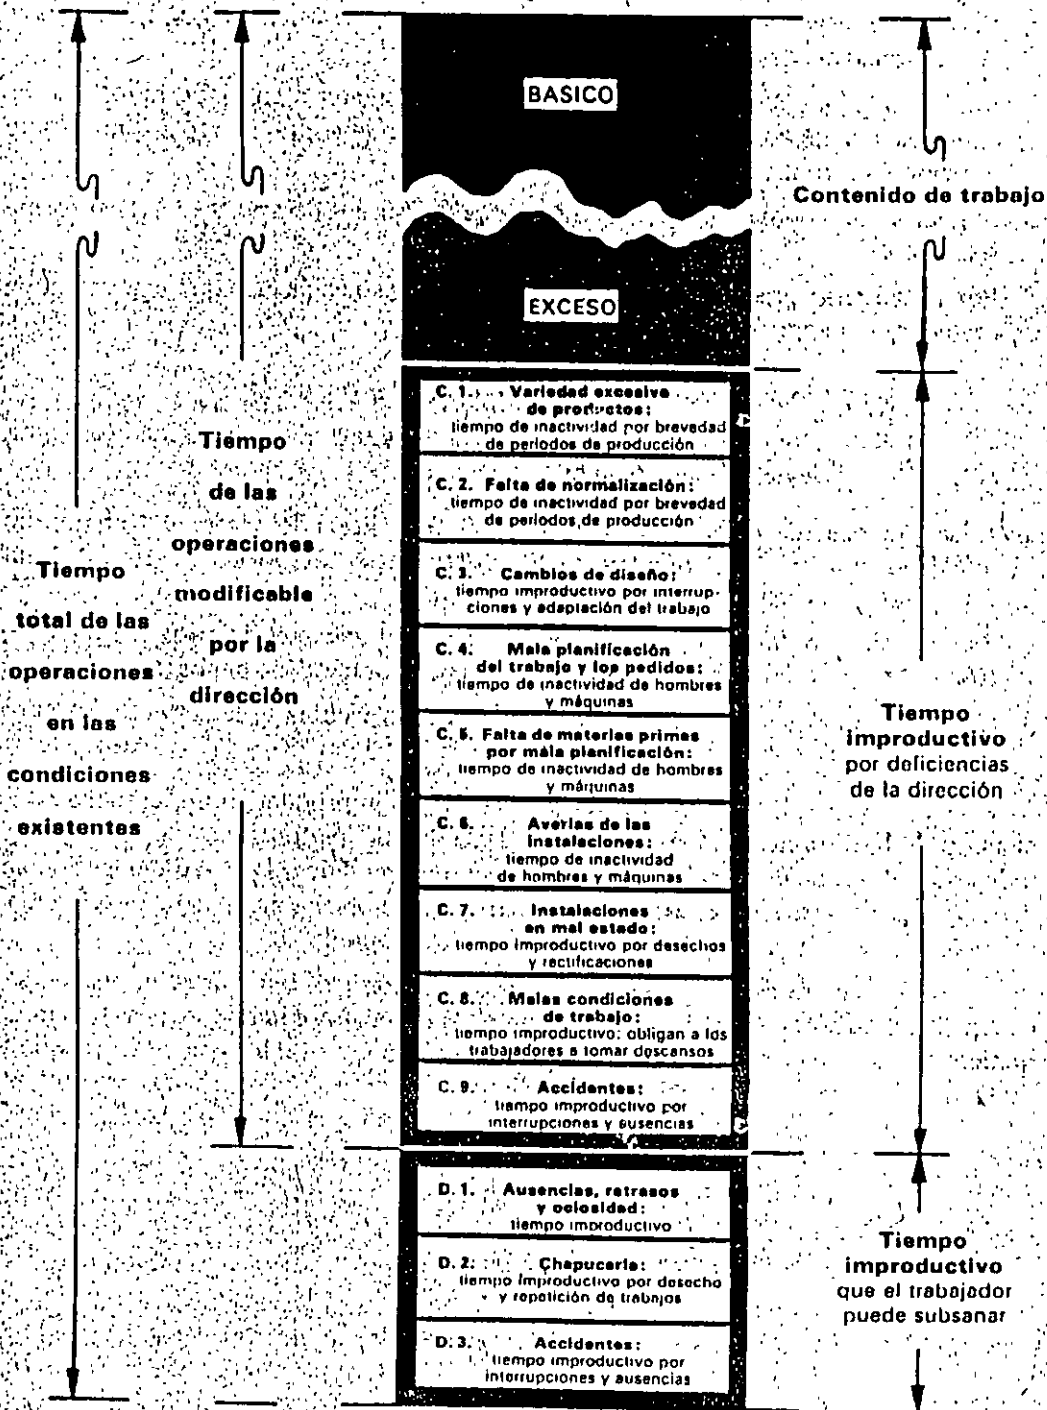 BASICO
Contenido de trabajo
EXCESO
C. 1. Variedad excesiva
de productos:
tiempo de inactividad por brevedad
de periodos de producción
C. 2. Falta de normalización:
tiempo de inactividad por brevedad
de periodos de producción
C. 3. Cambios de diseño:
tiempo improductivo por interrup-
ciones y adaptación del trabajo
C. 4. Mala planificación
del trabajo y los pedidos:
tiempo de inactividad de hombres
y máquinas
C. 5. Falta de materias primas
por mala planificación:
tiempo de inactividad de hombres
y máquinas
C. 6. Averías de las
instalaciones:
tiempo de inactividad
de hombres y máquinas
C. 7. Instalaciones
en mal estado:
tiempo improductivo por desechos
y rectificaciones
C. 8. Malas condiciones
de trabajo:
tiempo improductivo: obligan a los
trabajadores a tomar descansos
C. 9. Accidentes:
tiempo improductivo por
interrupciones y ausencias
D. 1. Ausencias, retrasos
y ociosidad:
tiempo improductivo
D. 2. Chapucería:
tiempo improductivo por desecho
y repetición de trabajos
D. 3. Accidentes:
tiempo improductivo por
interrupciones y ausencias
Tiempo
total de las
operaciones
en las
condiciones
existentes
Tiempo
de las
operaciones
modificable
por la
dirección
Tiempo
improductivo
por deficiencias
de la dirección
Tiempo
improductivo
que el trabajador
puede subsanar